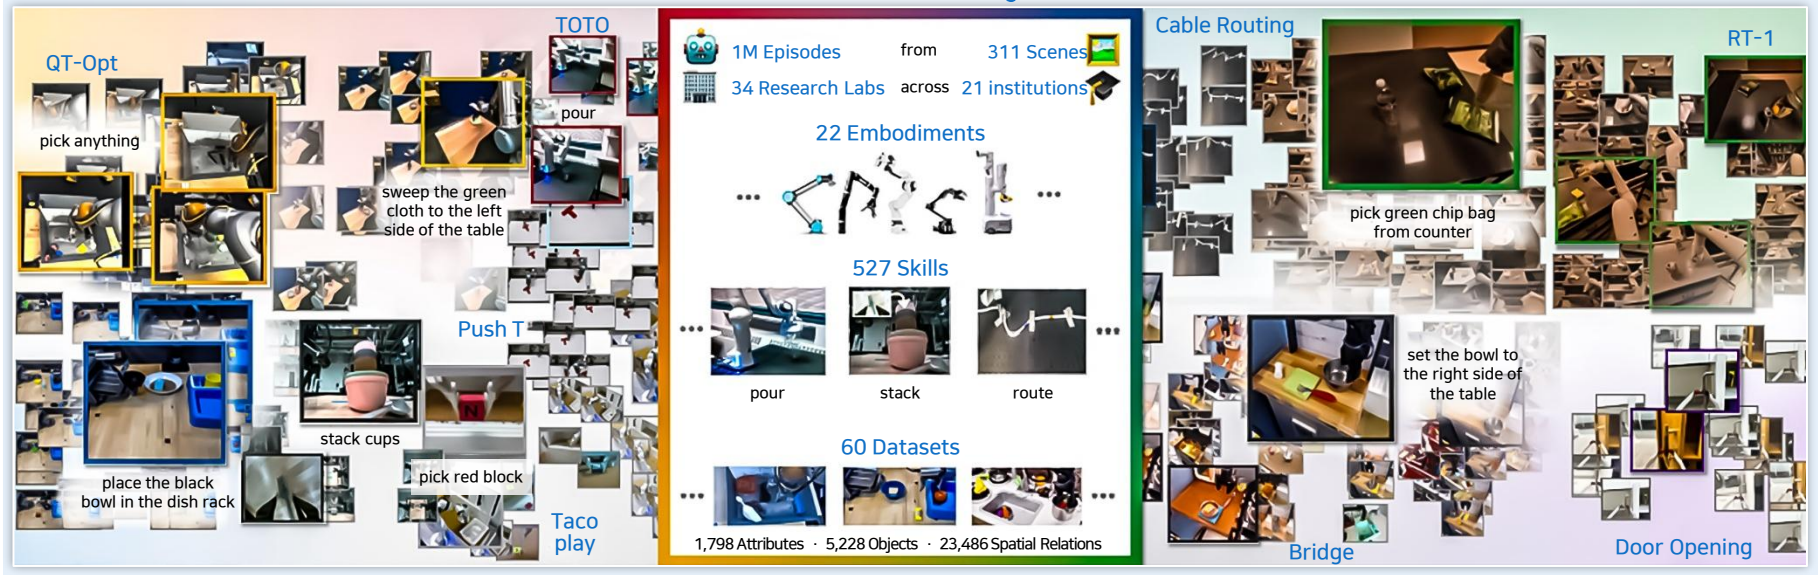 TOTO
QT-Opt
pick anything
pour
sweep the green
cloth to the left
side of the table
Push T
stack cups
pick red block
N
place the black
bowl in the dish rack
Taco
play
1M Episodes from 311 Scenes
34 Research Labs across 21 institutions
22 Embodiments
527 Skills
pour stack route
60 Datasets
1,798 Attributes · 5,228 Objects · 23,486 Spatial Relations
Cable Routing
RT-1
pick green chip bag
from counter
set the bowl to
the right side of
the table
Bridge
Door Opening